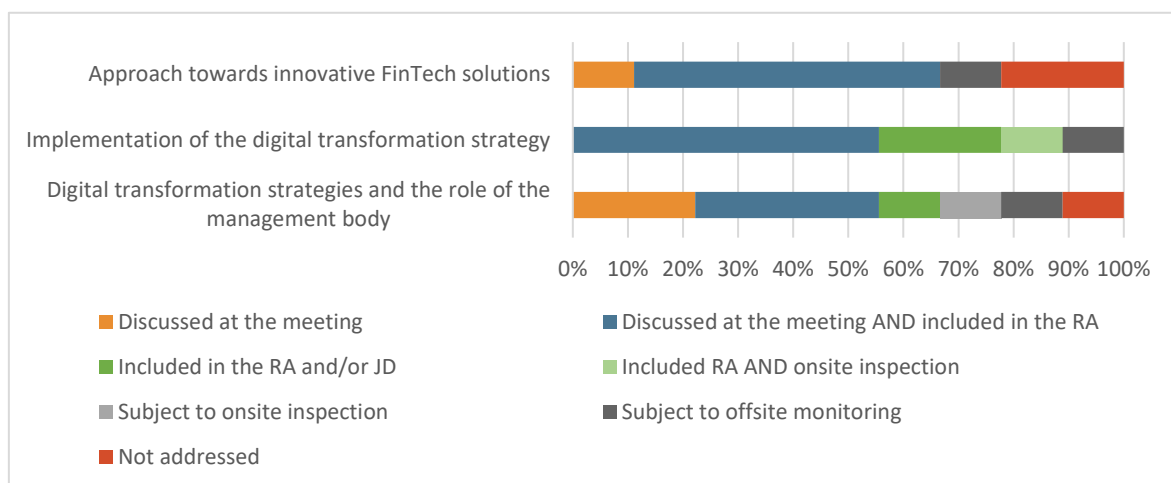 Approach towards innovative FinTech solutions
Implementation of the digital transformation strategy
Digital transformation strategies and the role of the
management body
0% 10% 20% 30% 40% 50% 60% 70% 80% 90% 100%
Discussed at the meeting
Discussed at the meeting AND included in the RA
Included in the RA and/or JD
Included RA AND onsite inspection
Subject to onsite inspection
Subject to offsite monitoring
Not addressed